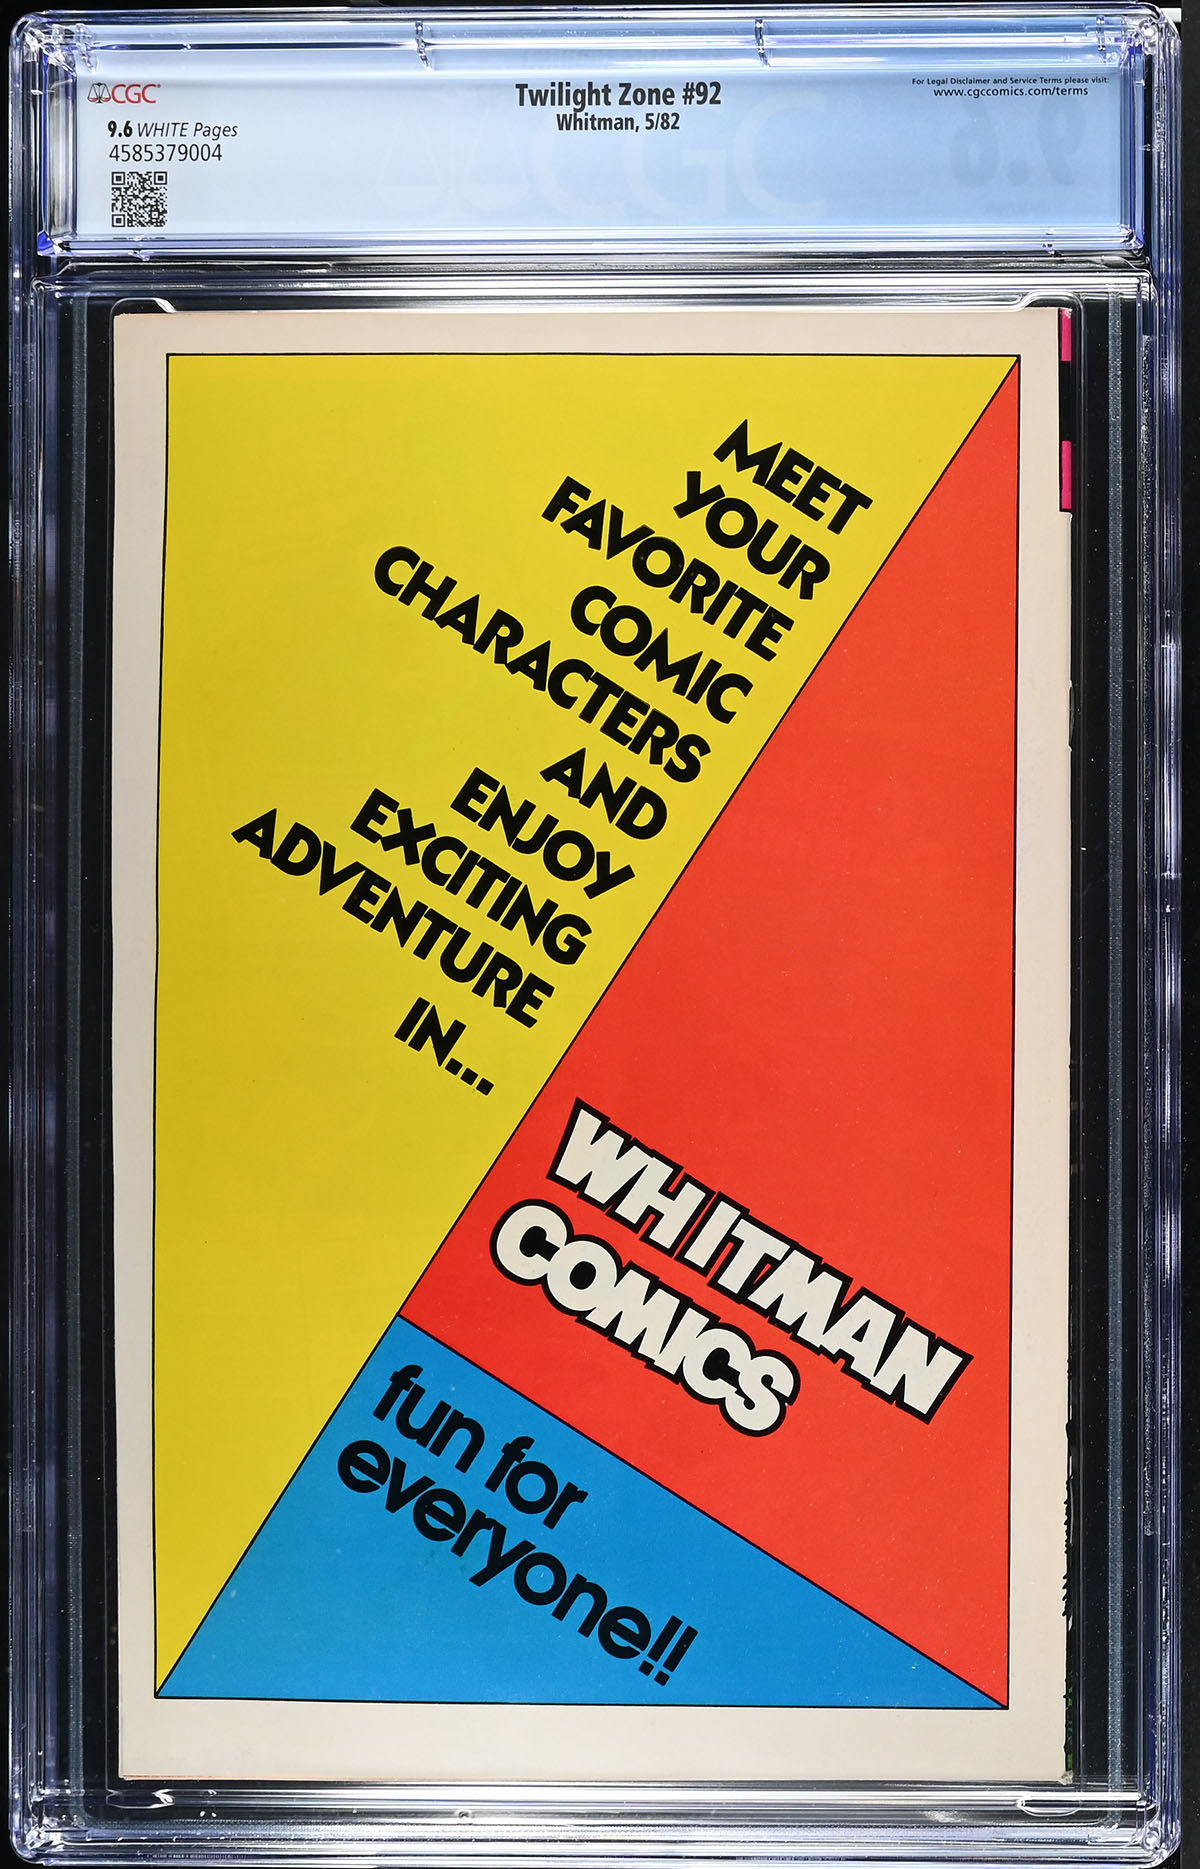 CGC
9.6 WHITE Pages
4585379004
Twilight Zone #92
Whitman, 5/82
For Legal Disclaimer and Service Terms please visit:
www.cgccomics.com/terms
MEET
YOUR
FAVORITE
COMIC
CHARACTERS
AND
ENJOY
EXCITING
ADVENTURE
IN...
WHITMAN
COMICS
fun for
everyone!!